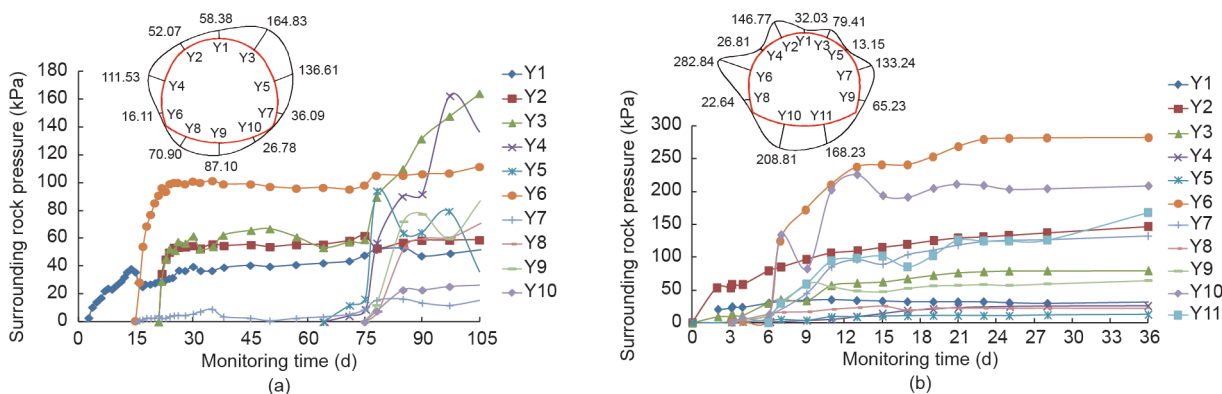 58.38
164.83
52.07
Y1
Y2
Y3
111.53
136.61
Y4
Y5
16.11
Y6
Y7
36.09
Y8
Y9
Y10
70.90
26.78
87.10
Surrounding rock pressure (kPa)
180
160
140
120
100
80
60
40
20
0
0 15 30 45 60 75 90 105
Monitoring time (d)
(a)
Y1
Y2
Y3
Y4
Y5
Y6
Y7
Y8
Y9
Y10
146.77
32.03
79.41
26.81
Y1
Y2
Y3
13.15
Y4
Y5
282.84
133.24
Y6
Y7
22.64
Y8
Y9
65.23
Y10
Y11
208.81
168.23
Surrounding rock pressure (kPa)
300
250
200
150
100
50
0
0 3 6 9 12 15 18 21 24 26 30 33 36
Monitoring time (d)
(b)
Y1
Y2
Y3
Y4
Y5
Y6
Y7
Y8
Y9
Y10
Y11